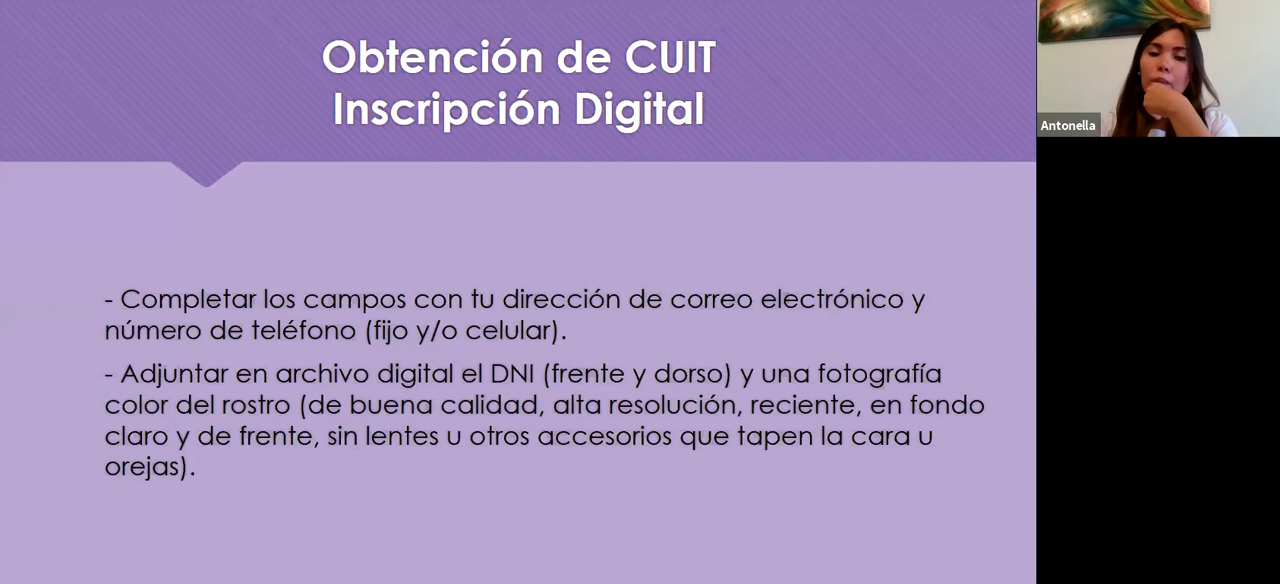 Obtención de CUIT
Inscripción Digital
Antonella
- Completar los campos con tu dirección de correo electrónico y
número de teléfono (fijo y/o celular).
- Adjuntar en archivo digital el DNI (frente y dorso) y una fotografía
color del rostro (de buena calidad, alta resolución, reciente, en fondo
claro y de frente, sin lentes u otros accesorios que tapen la cara u
orejas).